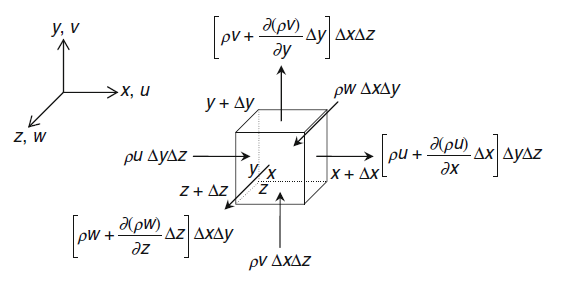 y, v
x, u
z, w
[ρv + ∂(ρv)/∂y Δy] ΔxΔz
y + Δy
ρw ΔxΔy
ρu ΔyΔz
y x
z
x + Δx
[ρu + ∂(ρu)/∂x Δx] ΔyΔz
z + Δz
[ρw + ∂(ρw)/∂z Δz] ΔxΔy
ρv ΔxΔz